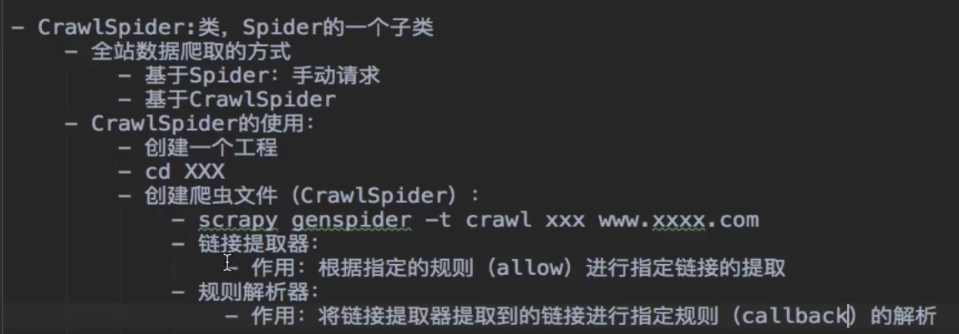 - CrawlSpider:类，Spider的一个子类
- 全站数据爬取的方式
- 基于Spider：手动请求
- 基于CrawlSpider
- CrawlSpider的使用：
- 创建一个工程
- cd XXX
- 创建爬虫文件（CrawlSpider）：
- scrapy genspider -t crawl xxx www.xxxx.com
- 链接提取器：
- 作用：根据指定的规则（allow）进行指定链接的提取
- 规则解析器：
- 作用：将链接提取器提取到的链接进行指定规则（callback）的解析